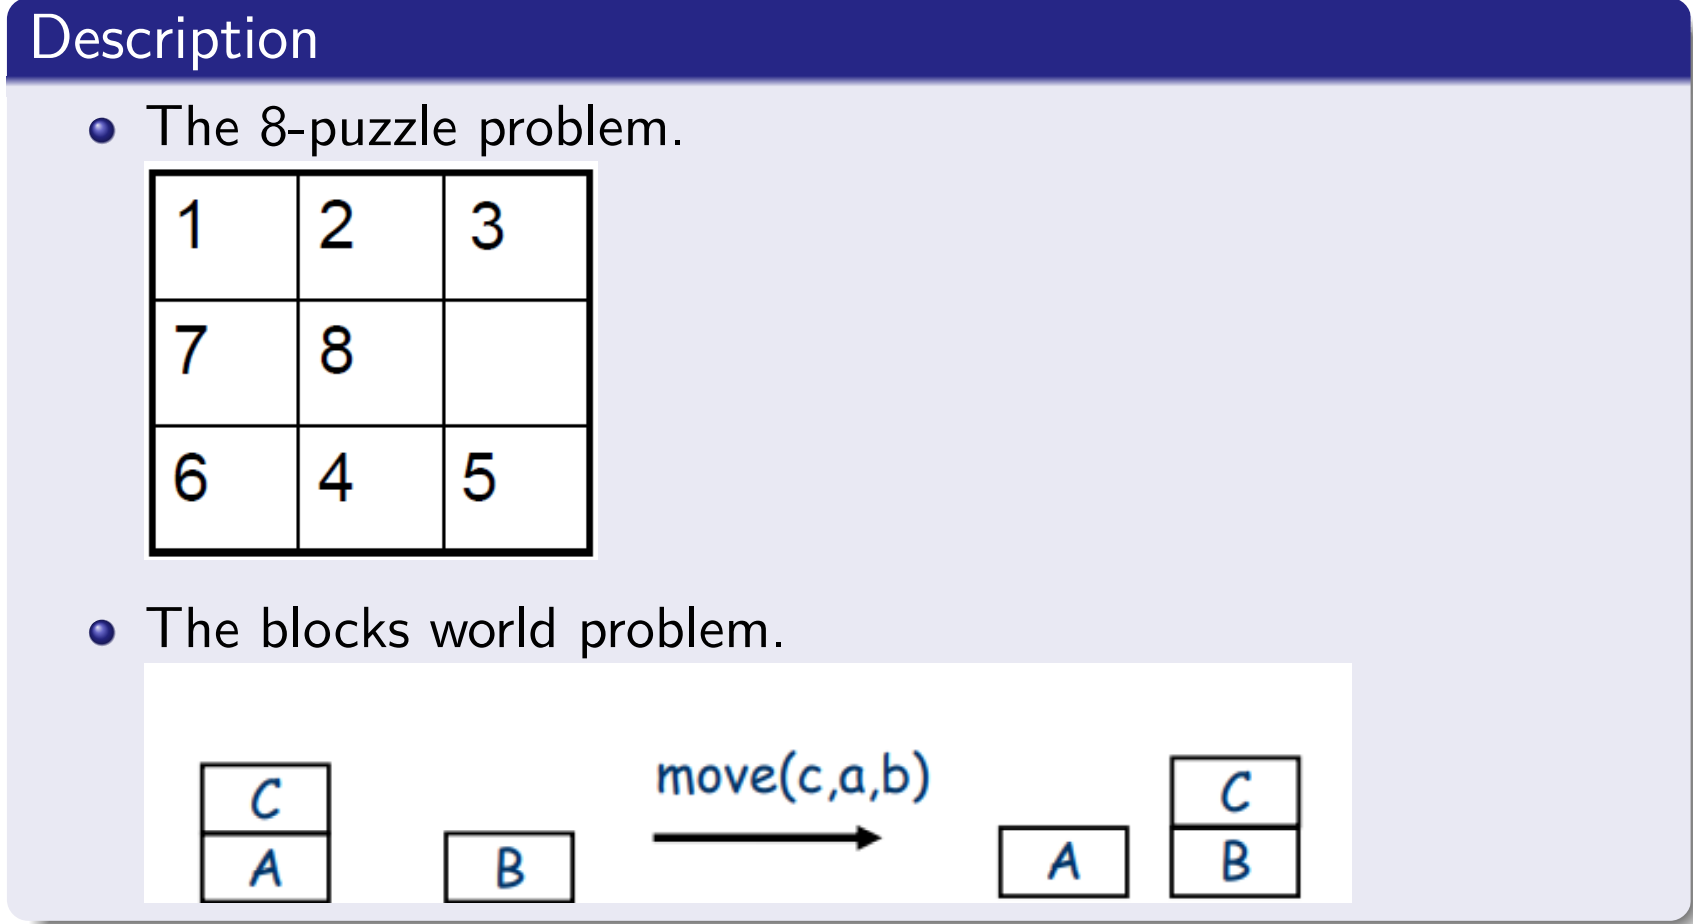 Description
The 8-puzzle problem.
1 2 3
7 8
6 4 5
The blocks world problem.
move(c,a,b)
C C
A B A B